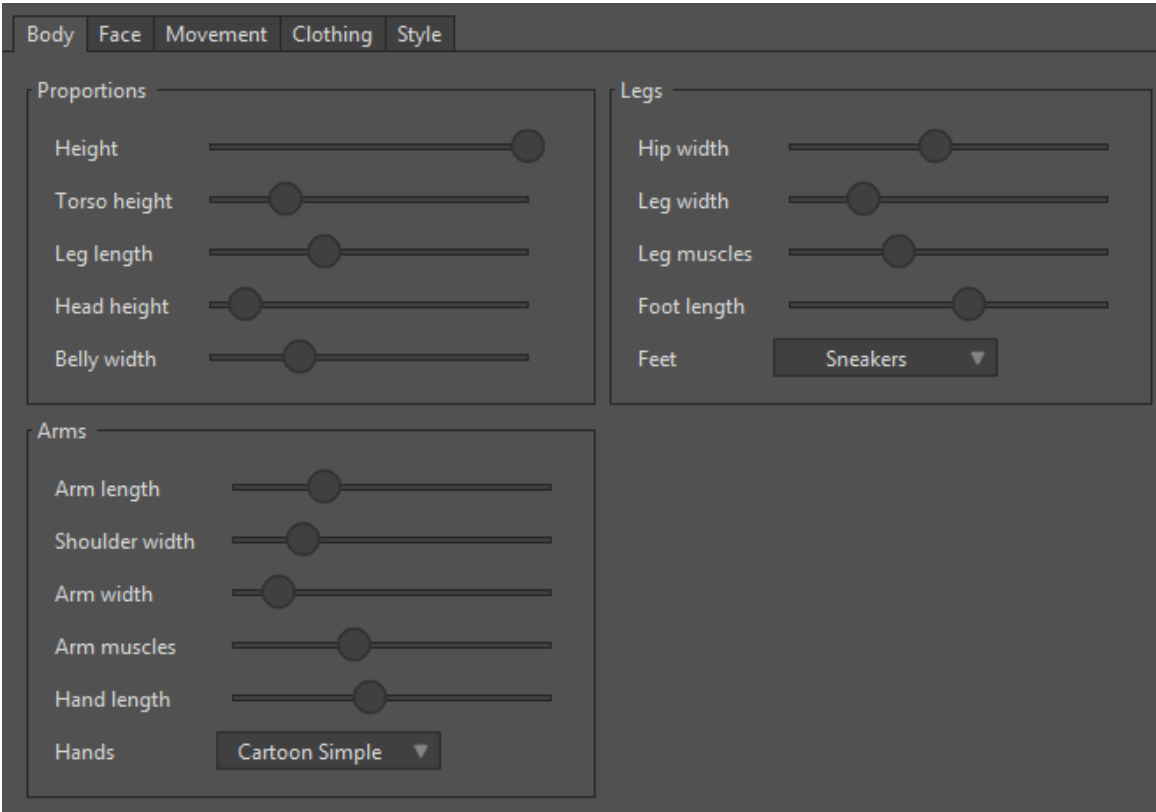 Body Face Movement Clothing Style
Proportions
Height
Torso height
Leg length
Head height
Belly width
Legs
Hip width
Leg width
Leg muscles
Foot length
Feet Sneakers
Arms
Arm length
Shoulder width
Arm width
Arm muscles
Hand length
Hands Cartoon Simple